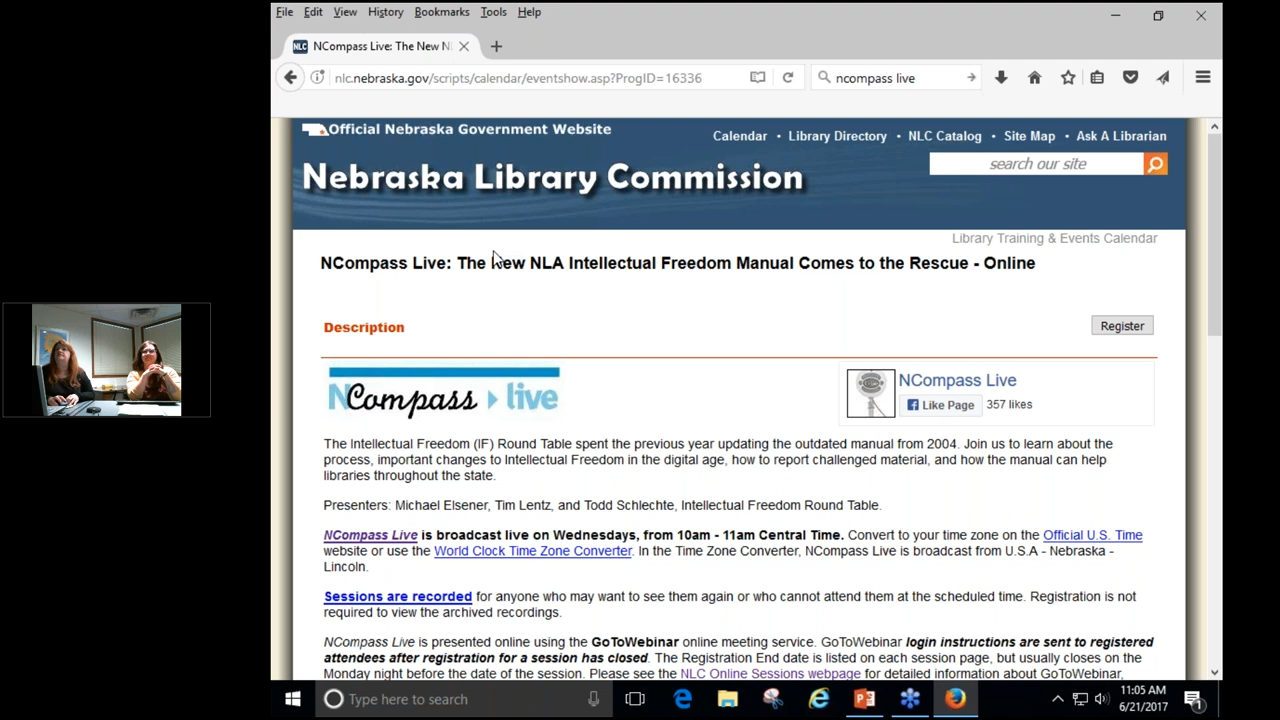 File Edit View History Bookmarks Tools Help
NLC NCompass Live: The New NL
nlc.nebraska.gov/scripts/calendar/eventshow.asp?ProgID=16336
ncompass live
Official Nebraska Government Website
Calendar • Library Directory • NLC Catalog • Site Map • Ask A Librarian
Nebraska Library Commission
search our site
Library Training & Events Calendar
NCompass Live: The New NLA Intellectual Freedom Manual Comes to the Rescue - Online
Description
Register
NCompass live
NCompass Live
Like Page 357 likes
The Intellectual Freedom (IF) Round Table spent the previous year updating the outdated manual from 2004. Join us to learn about the
process, important changes to Intellectual Freedom in the digital age, how to report challenged material, and how the manual can help
libraries throughout the state.
Presenters: Michael Elsener, Tim Lentz, and Todd Schlechte, Intellectual Freedom Round Table.
NCompass Live is broadcast live on Wednesdays, from 10am - 11am Central Time. Convert to your time zone on the Official U.S. Time
website or use the World Clock Time Zone Converter. In the Time Zone Converter, NCompass Live is broadcast from U.S.A - Nebraska -
Lincoln.
Sessions are recorded for anyone who may want to see them again or who cannot attend them at the scheduled time. Registration is not
required to view the archived recordings.
NCompass Live is presented online using the GoToWebinar online meeting service. GoToWebinar login instructions are sent to registered
attendees after registration for a session has closed. The Registration End date is listed on each session page, but usually closes on the
Monday night before the date of the session. Please see the NLC Online Sessions webpage for detailed information about GoToWebinar,
Type here to search
11:05 AM
6/21/2017
1